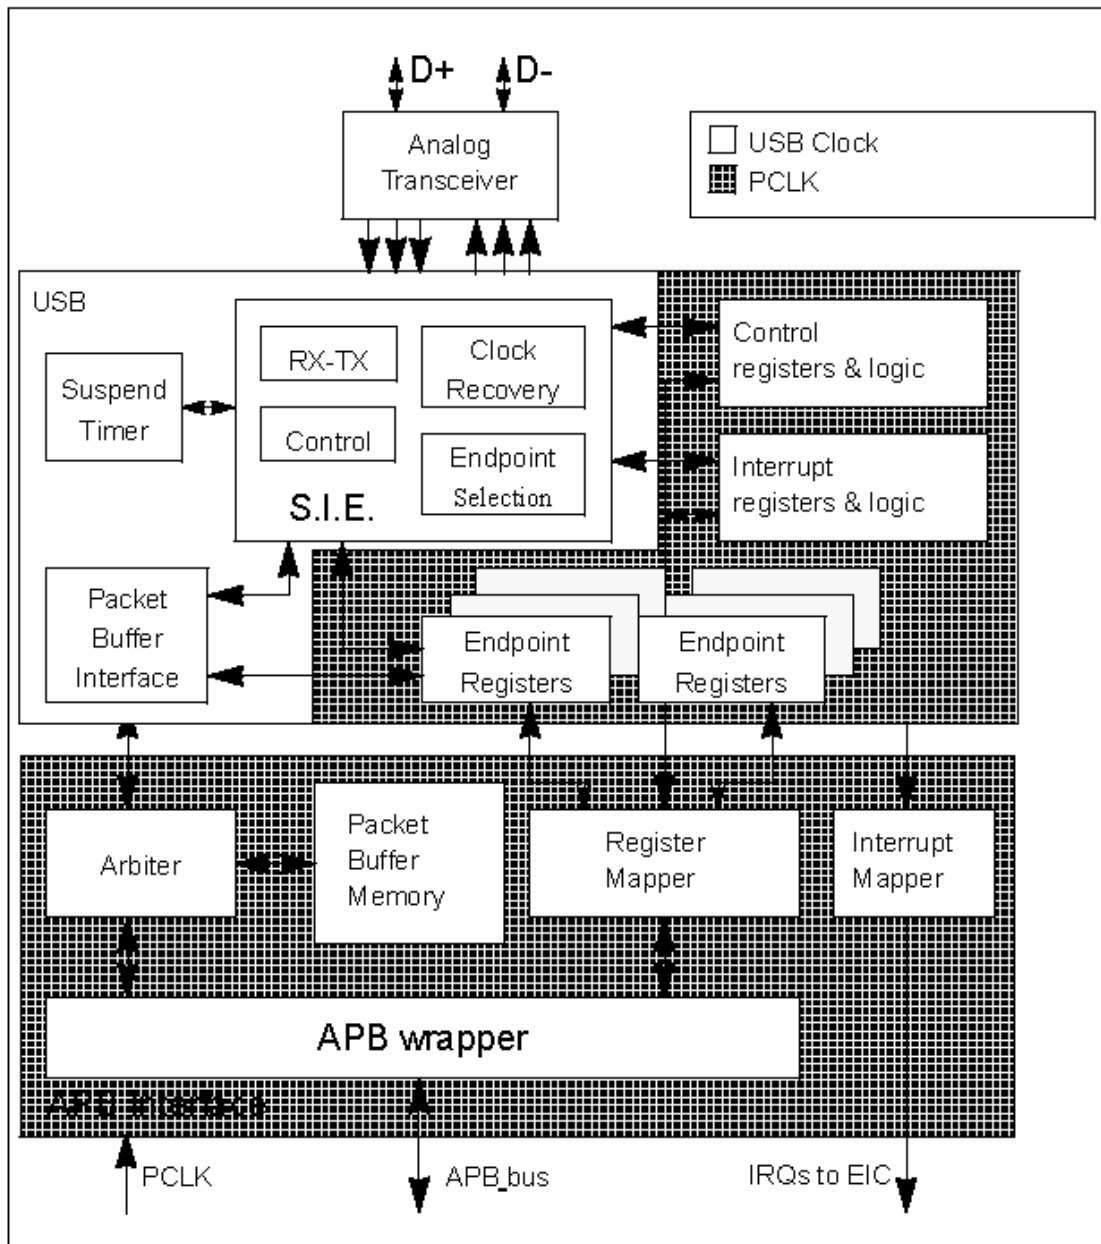 D+
D-
Analog
Transceiver
USB Clock
PCLK
USB
RX-TX
Clock
Recovery
Control
registers & logic
Suspend
Timer
Control
Endpoint
Selection
Interrupt
registers & logic
S.I.E.
Packet
Buffer
Interface
Endpoint
Registers
Endpoint
Registers
Arbiter
Packet
Buffer
Memory
Register
Mapper
Interrupt
Mapper
APB wrapper
APB Interface
PCLK
APB_bus
IRQs to EIC